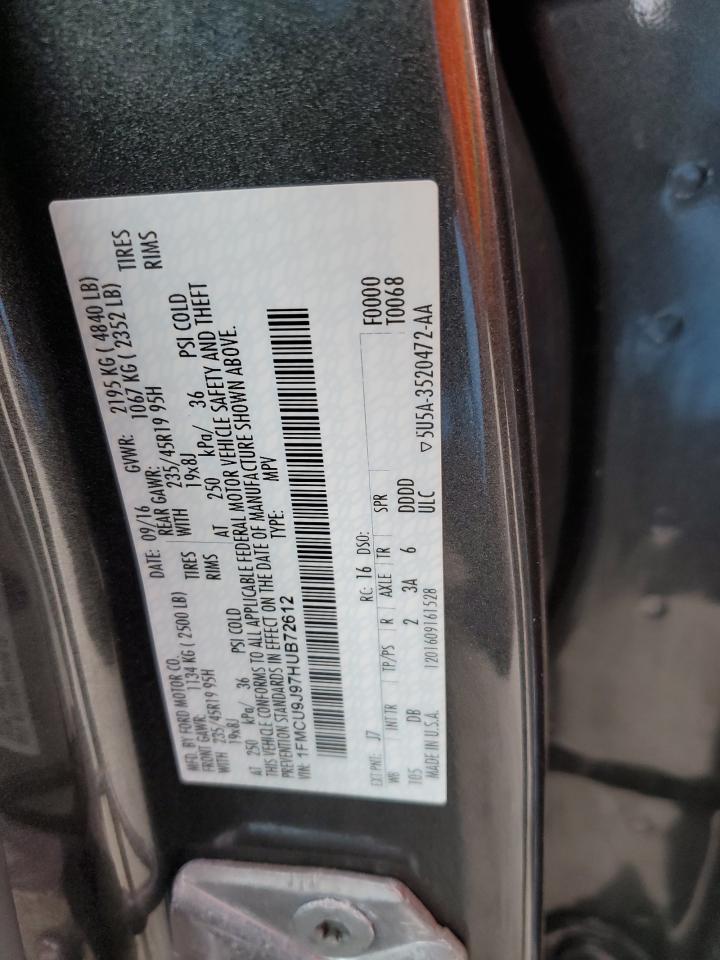 MFD. BY FORD MOTOR CO. DATE: 09/16 GVWR: 2195 KG ( 4840 LB)
FRONT GAWR: 1134 KG ( 2500 LB) REAR GAWR: 1067 KG ( 2352 LB)
WITH 235/45R19 95H TIRES WITH 235/45R19 95H TIRES
19x8J RIMS 19x8J RIMS
AT 250 kPa/ 36 PSI COLD AT 250 kPa/ 36 PSI COLD
THIS VEHICLE CONFORMS TO ALL APPLICABLE FEDERAL MOTOR VEHICLE SAFETY AND THEFT
PREVENTION STANDARDS IN EFFECT ON THE DATE OF MANUFACTURE SHOWN ABOVE.
VIN: 1FMCU9J97HUB72612 TYPE: MPV
EXT PNT: J7 RC: 16 DSO: F0000
WB INT TR TP/PS R AXLE TR SPR T0068
105 DB 2 3A 6 DDDD
MADE IN U.S.A. 1201609161528 ULC ▽5U5A-3520472-AA